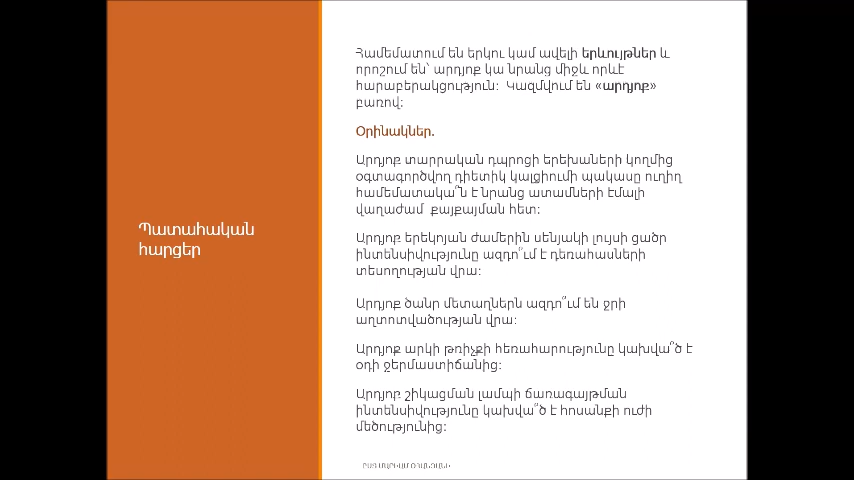 Պատահական
հարցեր
Համեմատում են երկու կամ ավելի երևույթներ և
որոշում են՝ արդյոք կա նրանց միջև որևէ
հարաբերակցություն: Կազմվում են «արդյոք»
բառով:
Օրինակներ.
Արդյոք տարրական դպրոցի երեխաների կողմից
օգտագործվող դիետիկ կալցիումի պակասը ուղիղ
համեմատակա՞ն է նրանց ատամների էմալի
վաղաժամ քայքայման հետ:
Արդյոք երեկոյան ժամերին սենյակի լույսի ցածր
ինտենսիվությունը ազդո՞ւմ է դեռահասների
տեսողության վրա:
Արդյոք ծանր մետաղներն ազդո՞ւմ են ջրի
աղտոտվածության վրա:
Արդյոք արկի թռիչքի հեռահարությունը կախվա՞ծ է
օդի ջերմաստիճանից:
Արդյոք շիկացման լամպի ճառագայթման
ինտենսիվությունը կախվա՞ծ է հոսանքի ուժի
մեծությունից: